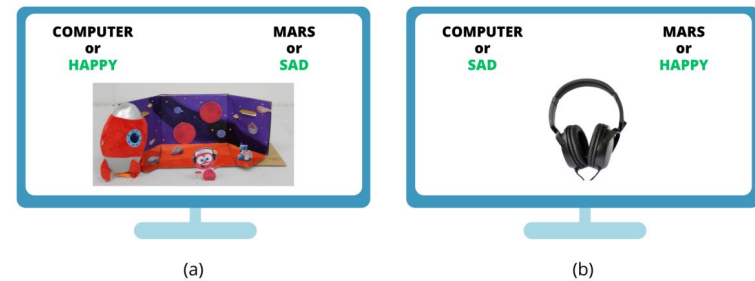 COMPUTER
or
HAPPY
MARS
or
SAD
COMPUTER
or
SAD
MARS
or
HAPPY
(a)
(b)